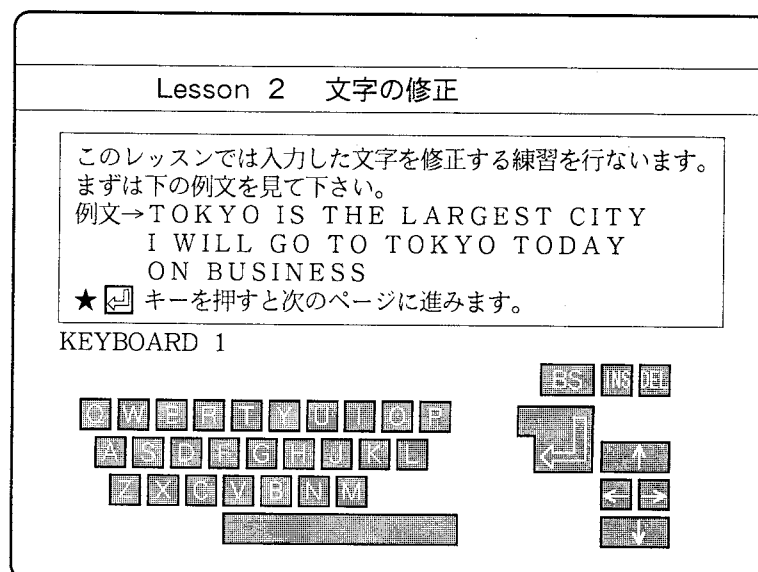 Lesson 2 文字の修正
このレッスンでは入力した文字を修正する練習を行ないます。
まずは下の例文を見て下さい。
例文→TOKYO IS THE LARGEST CITY
I WILL GO TO TOKYO TODAY
ON BUSINESS
★ キーを押すと次のページに進みます。
KEYBOARD 1
BS INS DEL
Q W E R T Y U I O P
A S D F G H J K L
Z X C V B N M